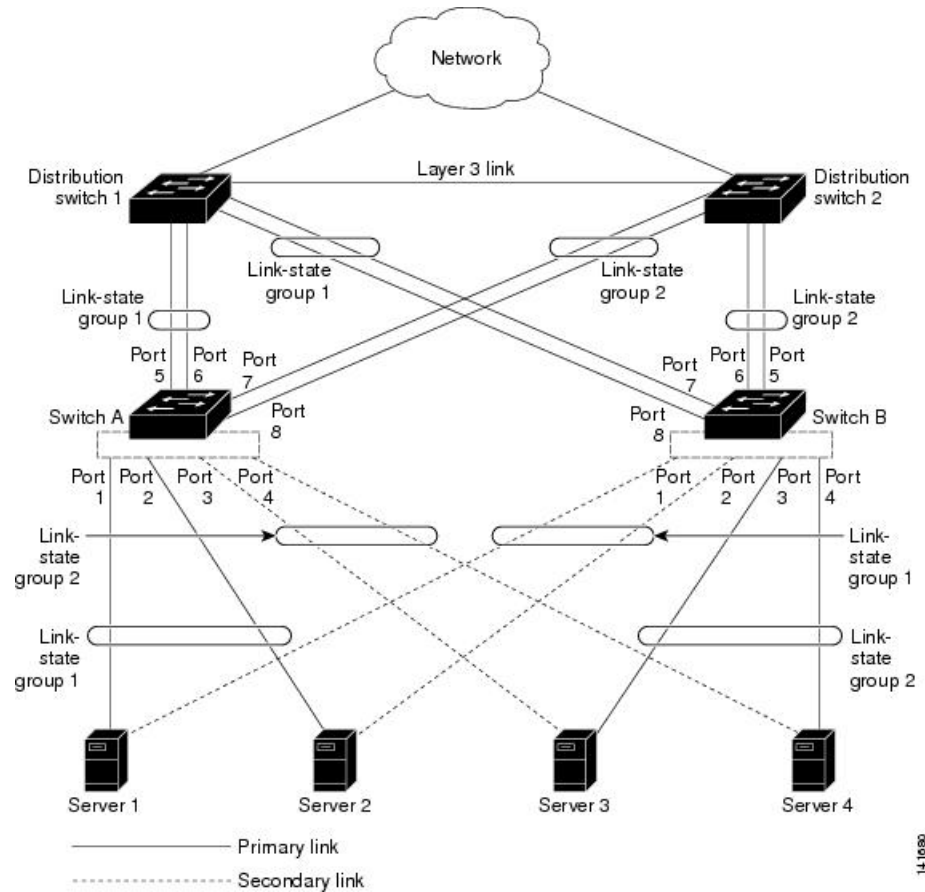 Network
Layer 3 link
Distribution
switch 1
Distribution
switch 2
Link-state
group 1
Link-state
group 2
Link-state
group 1
Link-state
group 2
Port
5
Port
6
Port
7
Port
8
Port
7
Port
6
Port
5
Port
8
Switch A
Switch B
Port
1
Port
2
Port
3
Port
4
Port
1
Port
2
Port
3
Port
4
Link-
state
group 2
Link-
state
group 1
Link-
state
group 1
Link-
state
group 2
Server 1
Server 2
Server 3
Server 4
Primary link
Secondary link
141680